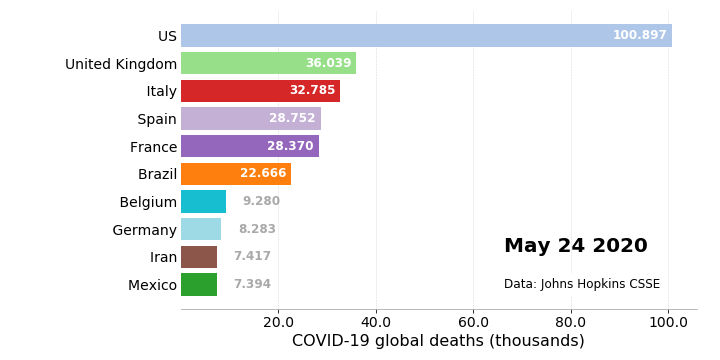 US 100.897
United Kingdom 36.039
Italy 32.785
Spain 28.752
France 28.370
Brazil 22.666
Belgium 9.280
Germany 8.283
Iran 7.417
Mexico 7.394
May 24 2020
Data: Johns Hopkins CSSE
20.0 40.0 60.0 80.0 100.0
COVID-19 global deaths (thousands)